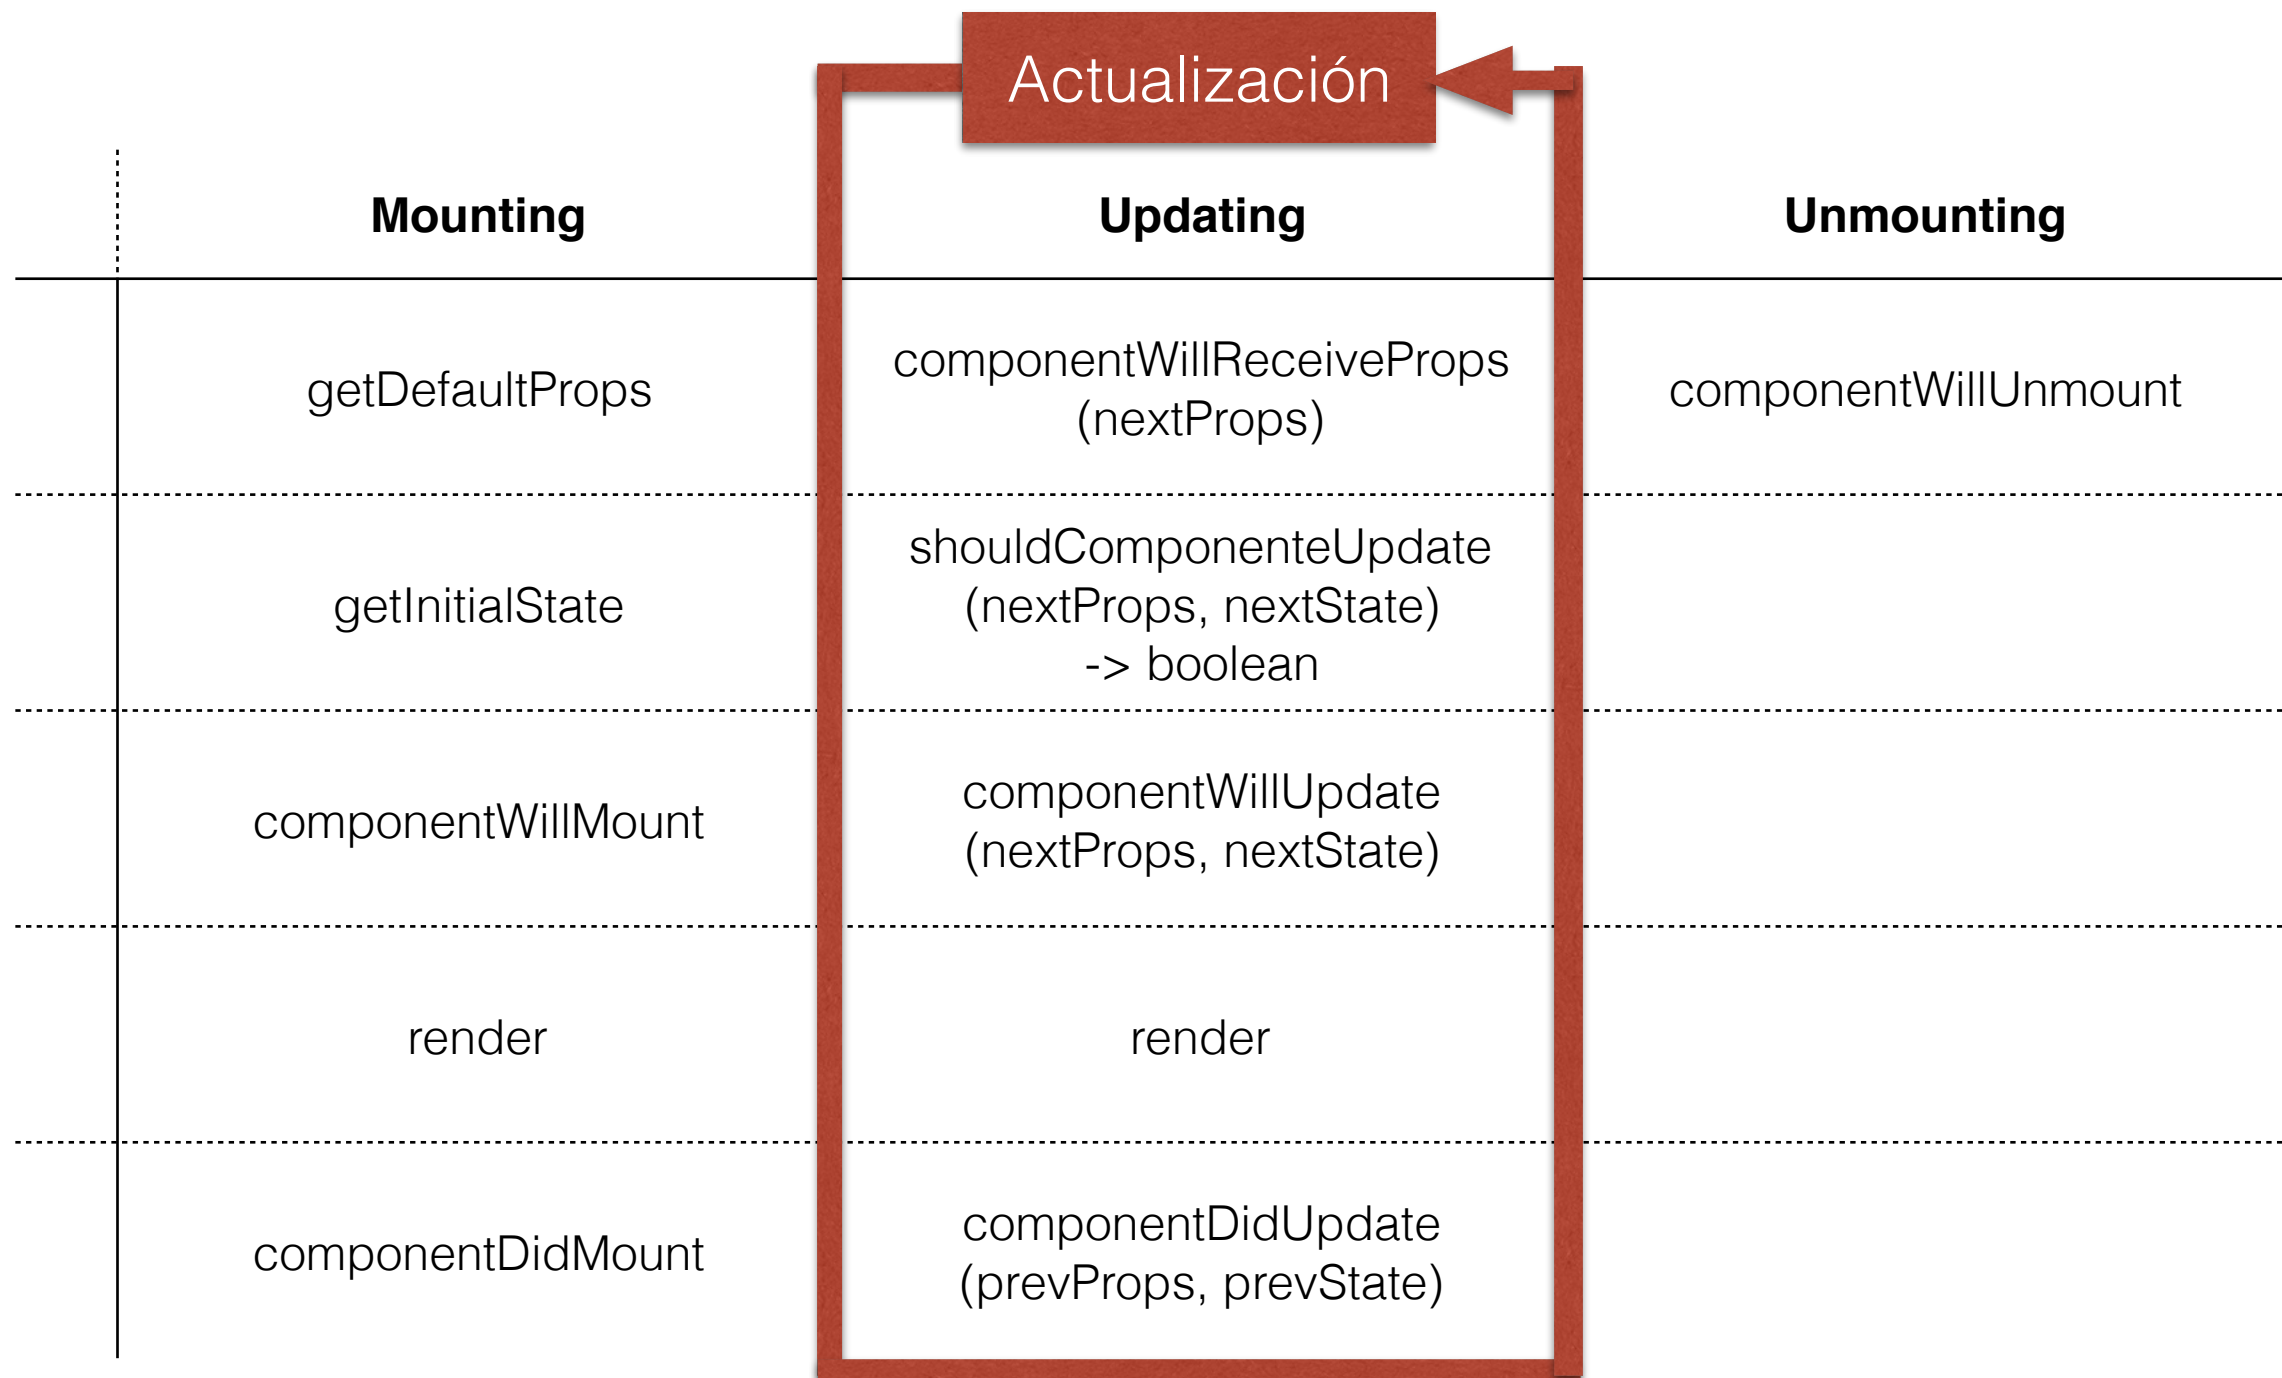 Actualización
Mounting
Updating
Unmounting
getDefaultProps
componentWillReceiveProps
(nextProps)
componentWillUnmount
getInitialState
shouldComponenteUpdate
(nextProps, nextState)
-> boolean
componentWillMount
componentWillUpdate
(nextProps, nextState)
render
render
componentDidMount
componentDidUpdate
(prevProps, prevState)